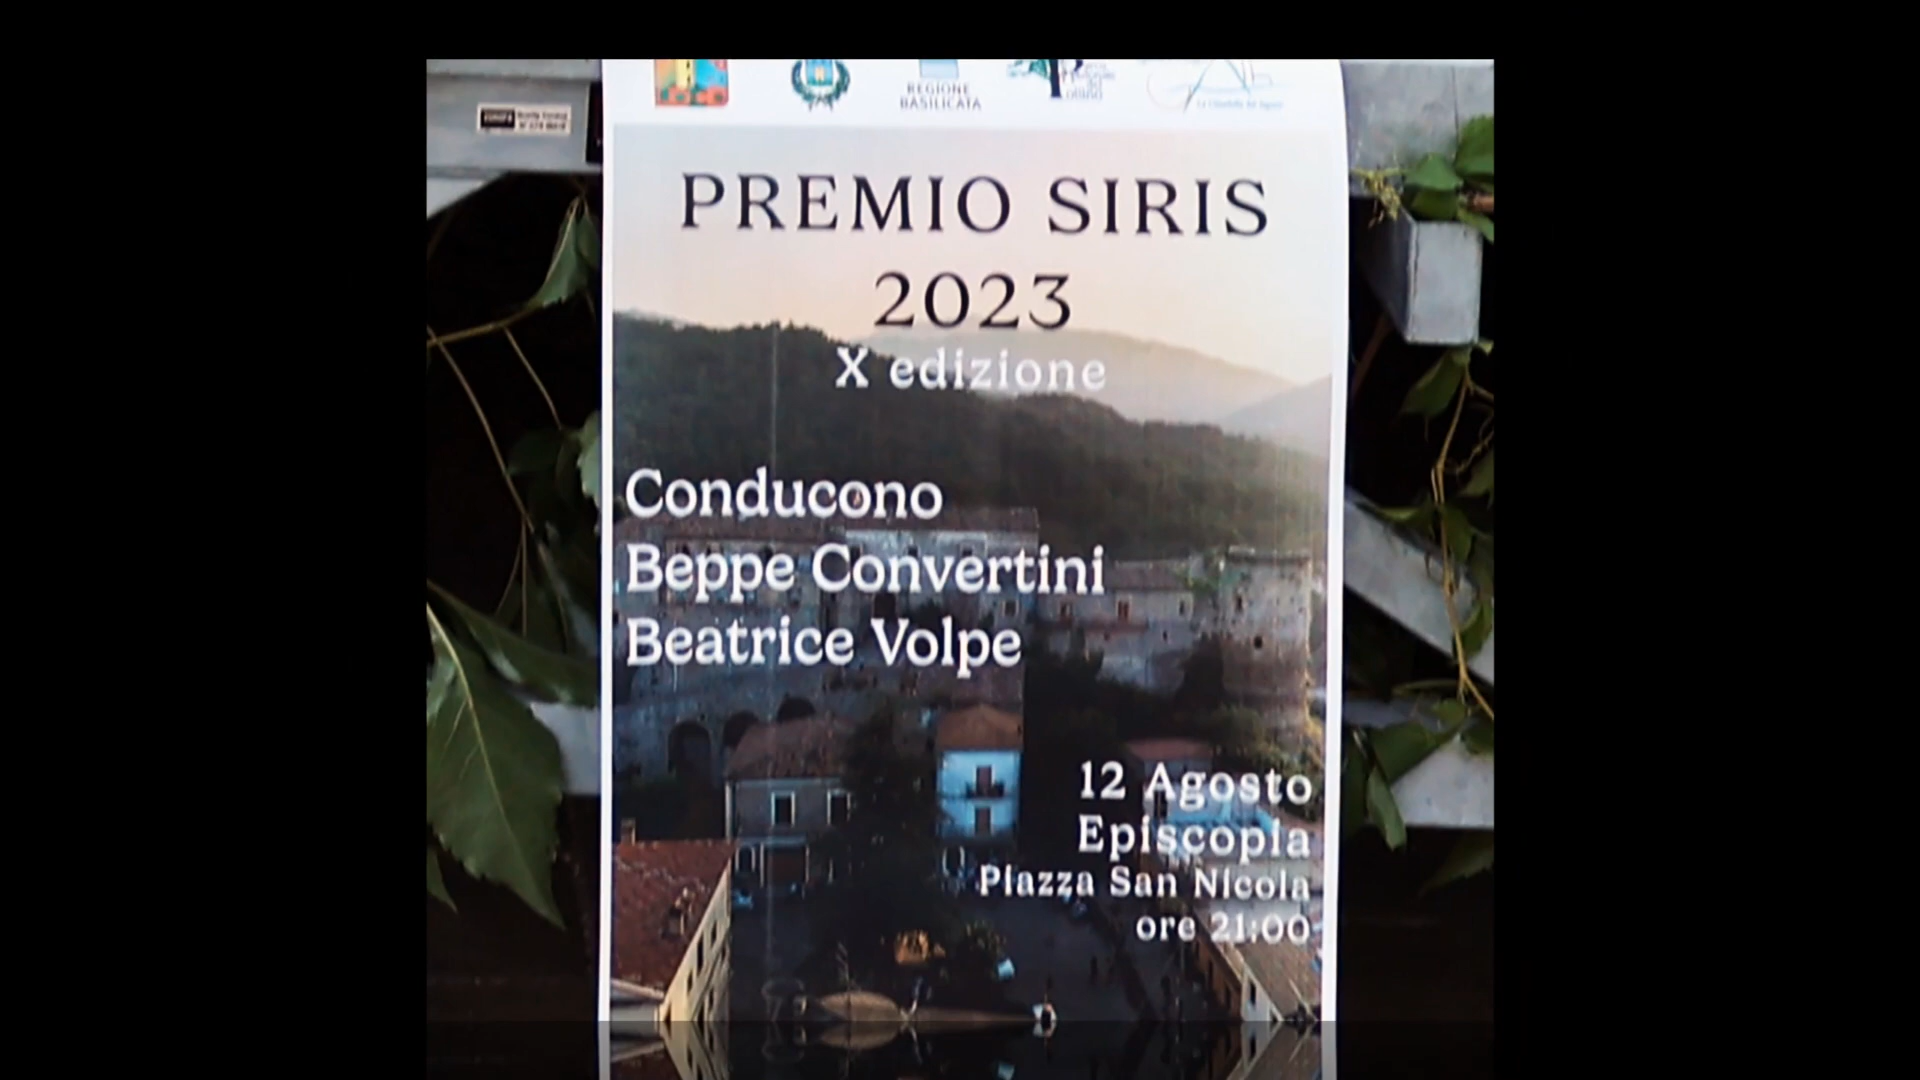 REGIONE
BASILICATA
PREMIO SIRIS
2023
X edizione
Conducono
Beppe Convertini
Beatrice Volpe
12 Agosto
Episcopia
Piazza San Nicola
ore 21:00